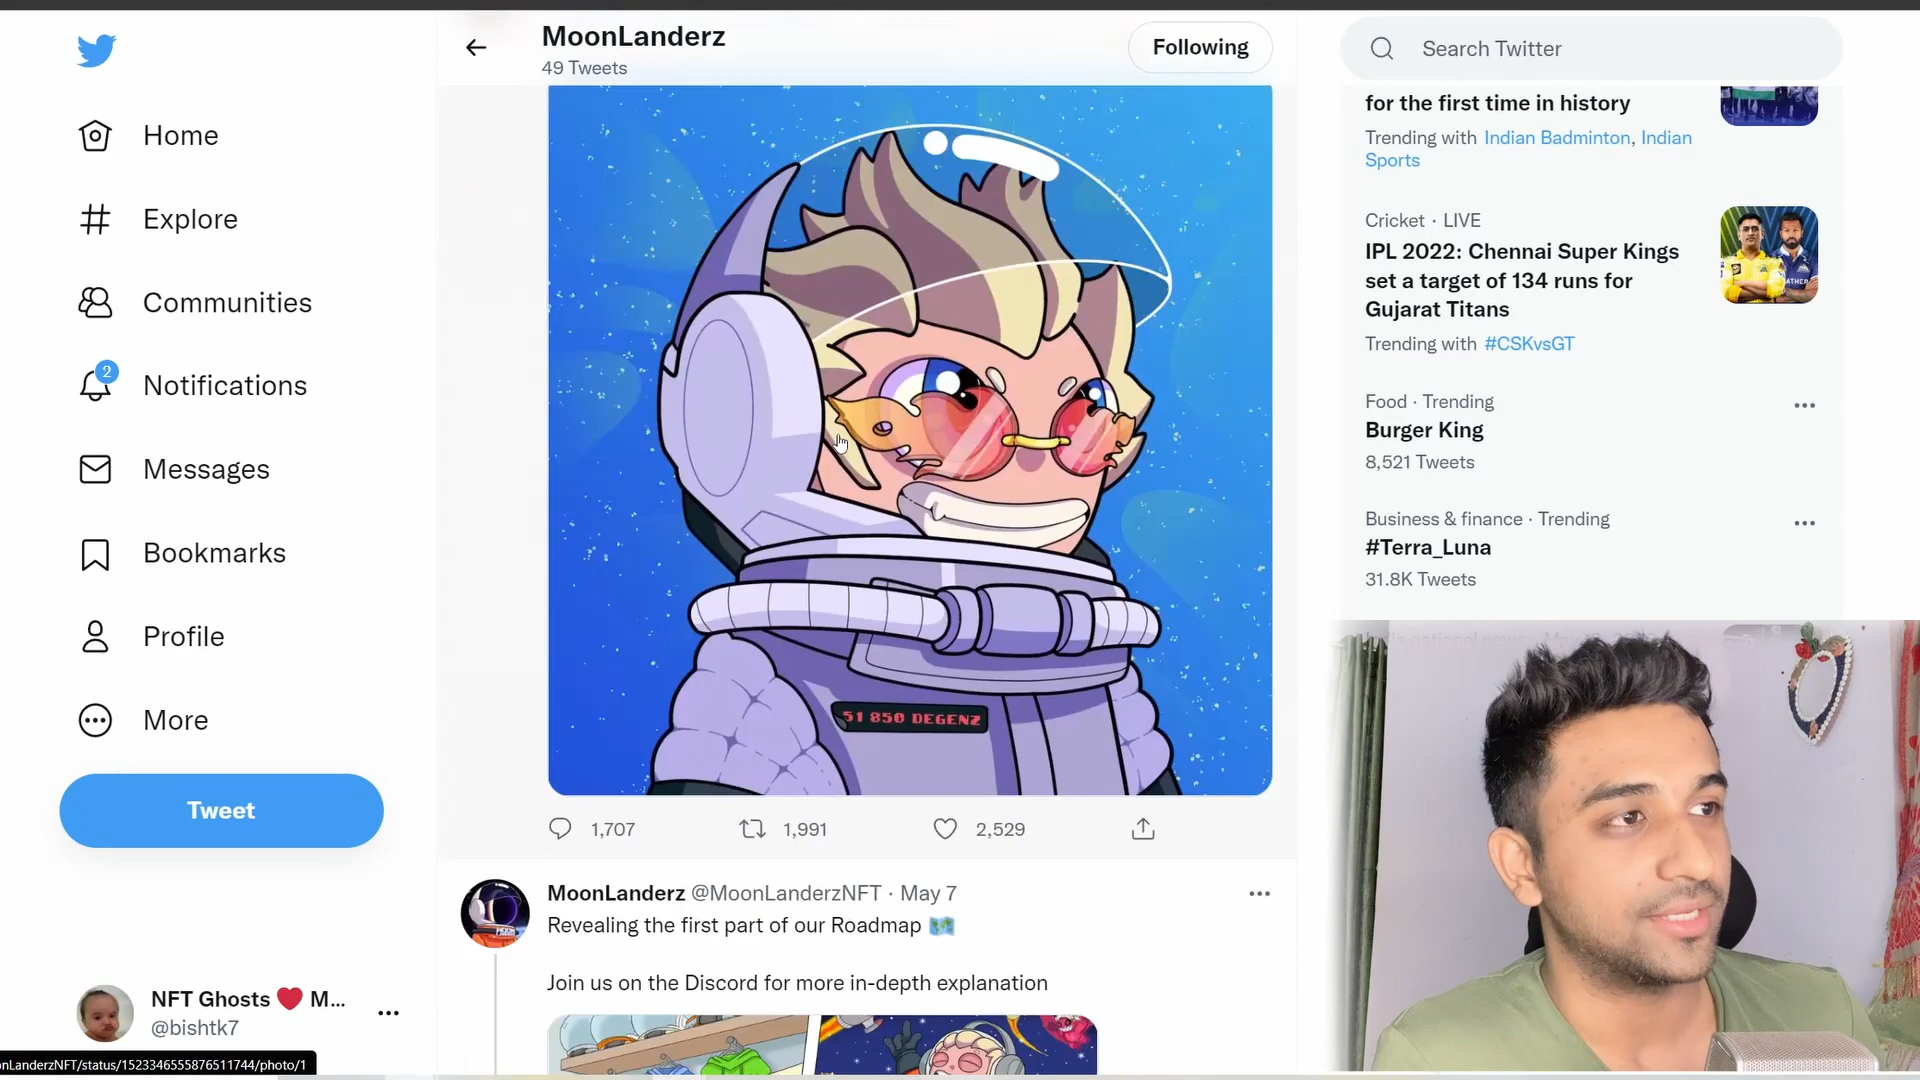 MoonLanderz
49 Tweets
Following
Search Twitter
Home
Explore
Communities
2
Notifications
Messages
Bookmarks
Profile
More
Tweet
NFT Ghosts ❤️ M...
@bishtk7
onLanderzNFT/status/1523346555876511744/photo/1
51 850 DEGENZ
1,707
1,991
2,529
MoonLanderz @MoonLanderzNFT · May 7
Revealing the first part of our Roadmap 🗺️
Join us on the Discord for more in-depth explanation
for the first time in history
Trending with Indian Badminton, Indian
Sports
Cricket · LIVE
IPL 2022: Chennai Super Kings
set a target of 134 runs for
Gujarat Titans
Trending with #CSKvsGT
Food · Trending
Burger King
8,521 Tweets
Business & finance · Trending
#Terra_Luna
31.8K Tweets